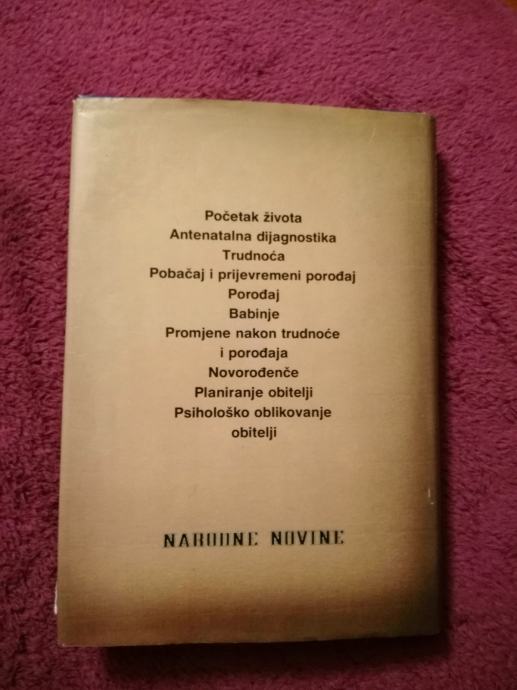 Početak života
Antenatalna dijagnostika
Trudnoća
Pobačaj i prijevremeni porođaj
Porođaj
Babinje
Promjene nakon trudnoće
i porođaja
Novorođenče
Planiranje obitelji
Psihološko oblikovanje
obitelji
NARODNE NOVINE